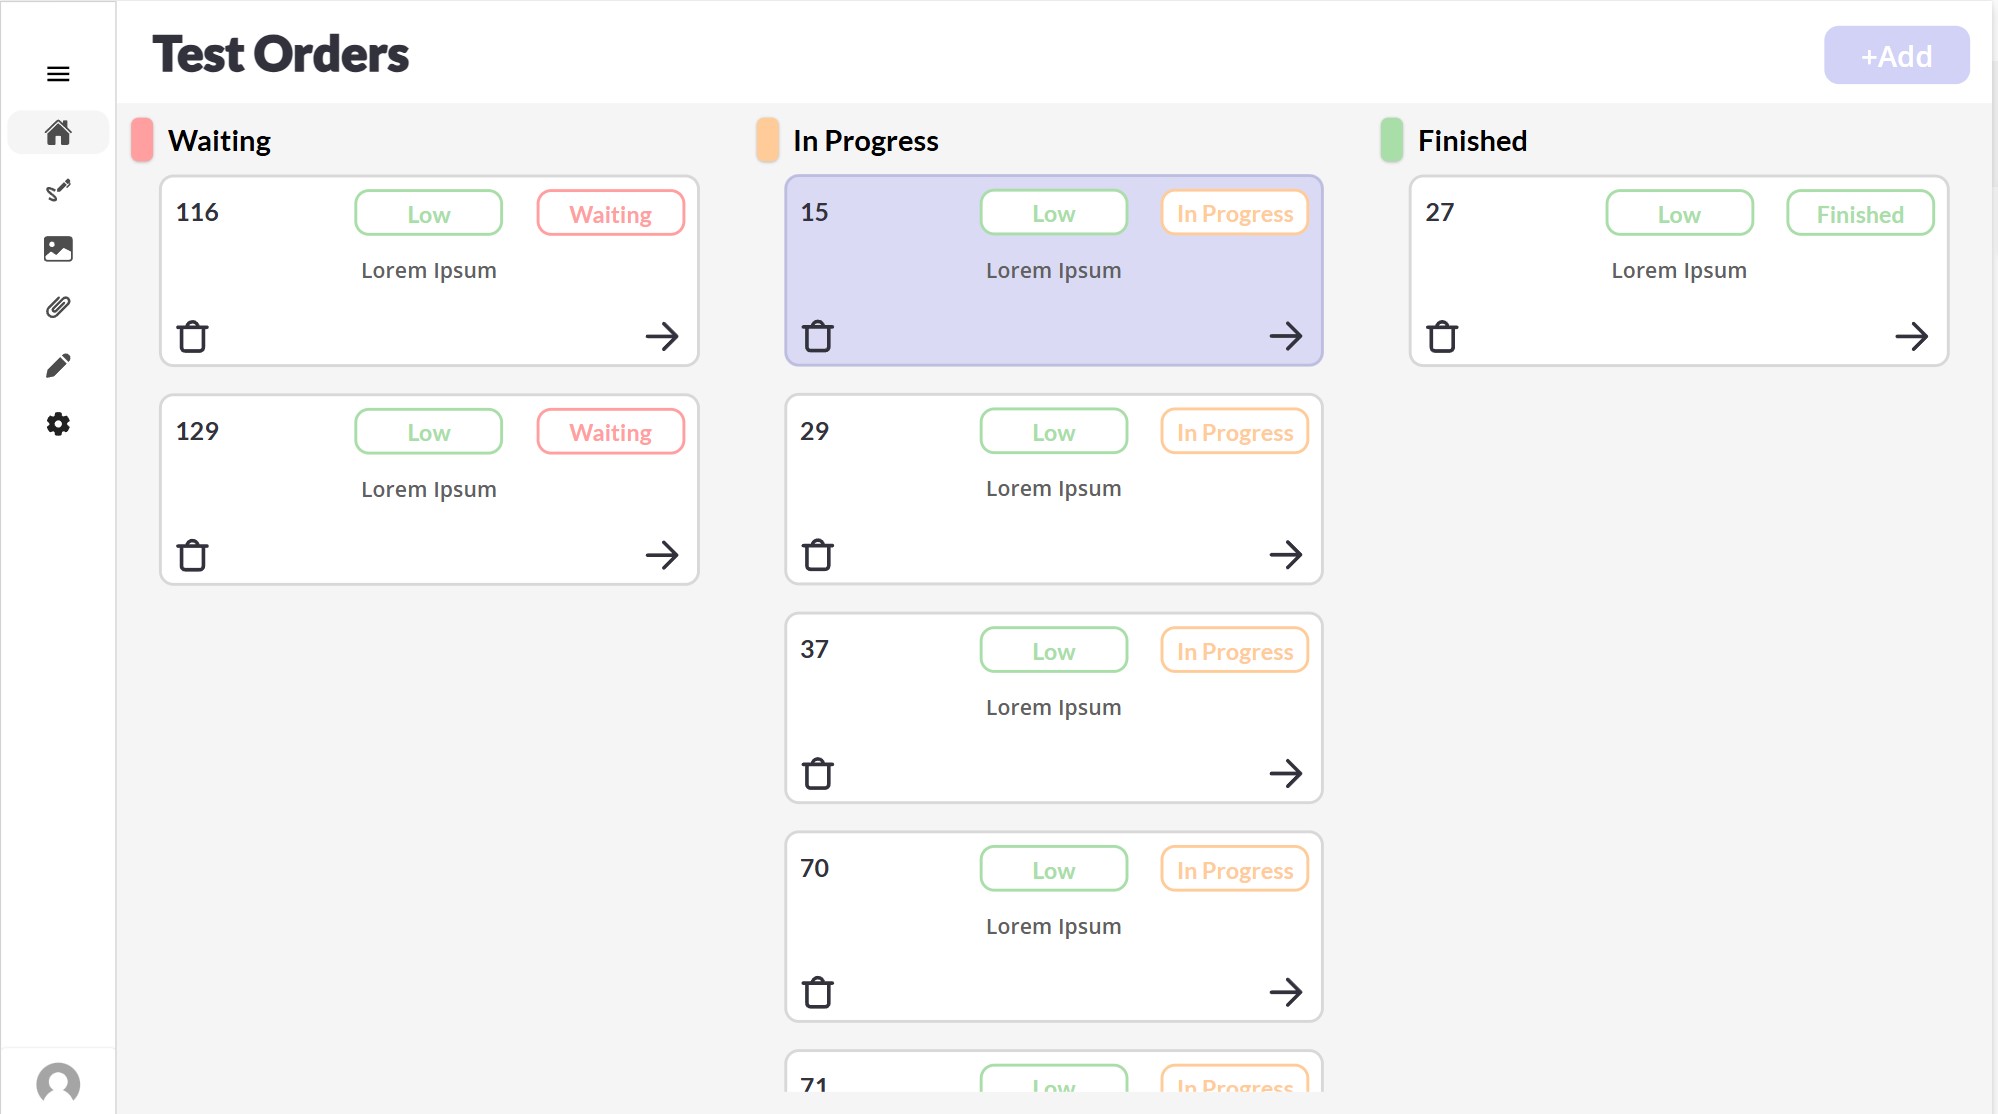 Test Orders
+Add
Waiting
116 Low Waiting
Lorem Ipsum
129 Low Waiting
Lorem Ipsum
In Progress
15 Low In Progress
Lorem Ipsum
29 Low In Progress
Lorem Ipsum
37 Low In Progress
Lorem Ipsum
70 Low In Progress
Lorem Ipsum
71 Low In Progress
Finished
27 Low Finished
Lorem Ipsum